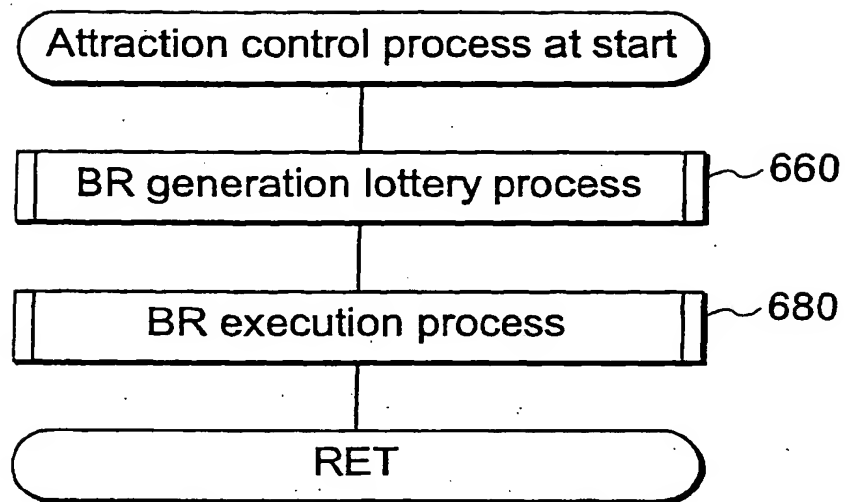 Attraction control process at start
BR generation lottery process
660
BR execution process
680
RET